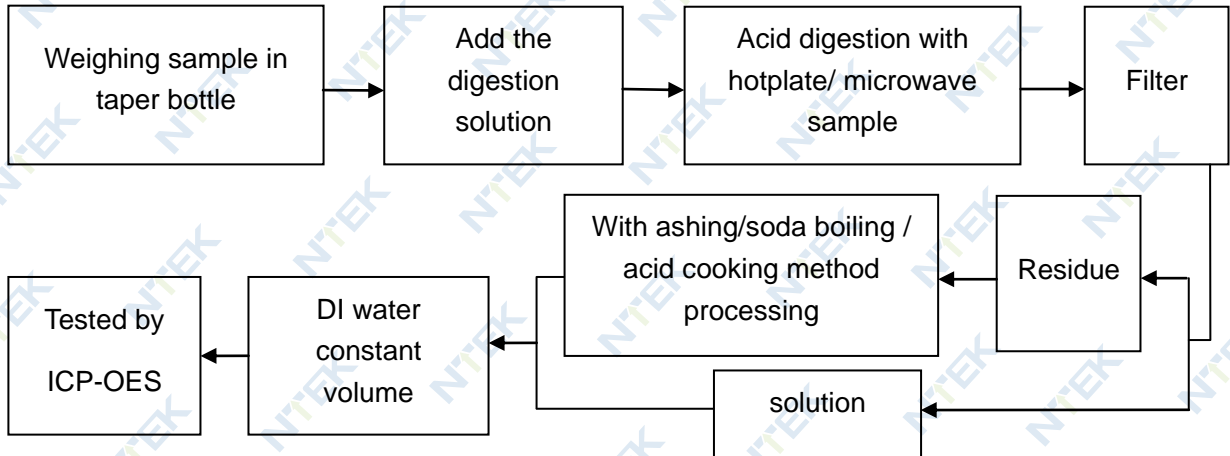 Weighing sample in
taper bottle
Add the
digestion
solution
Acid digestion with
hotplate/ microwave
sample
Filter
Residue
With ashing/soda boiling /
acid cooking method
processing
solution
DI water
constant
volume
Tested by
ICP-OES
NTEK